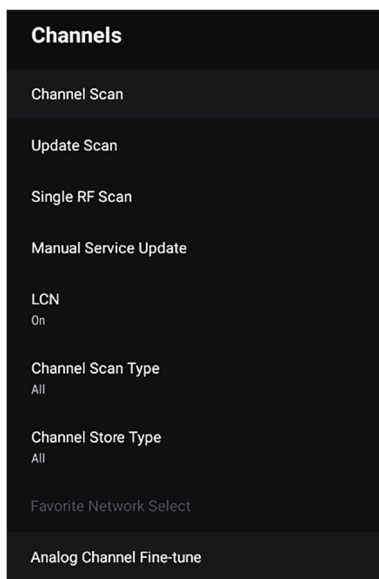 Channels
Channel Scan
Update Scan
Single RF Scan
Manual Service Update
LCN
On
Channel Scan Type
All
Channel Store Type
All
Favorite Network Select
Analog Channel Fine-tune